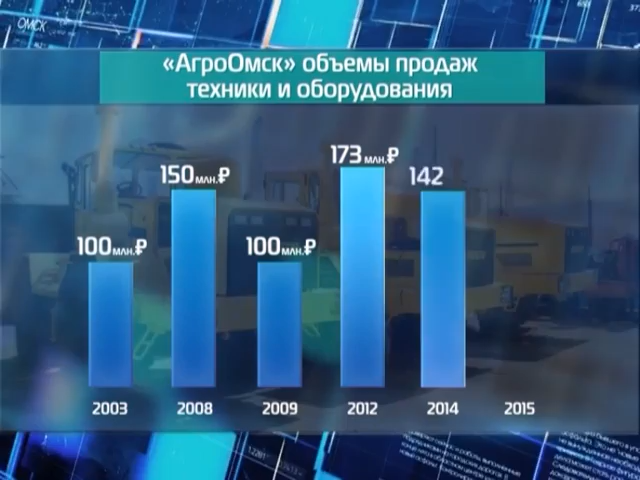 ОМСК
«АгроОмск» объемы продаж
техники и оборудования
100 млн.₽
150 млн.₽
100 млн.₽
173 млн.₽
142
2003
2008
2009
2012
2014
2015